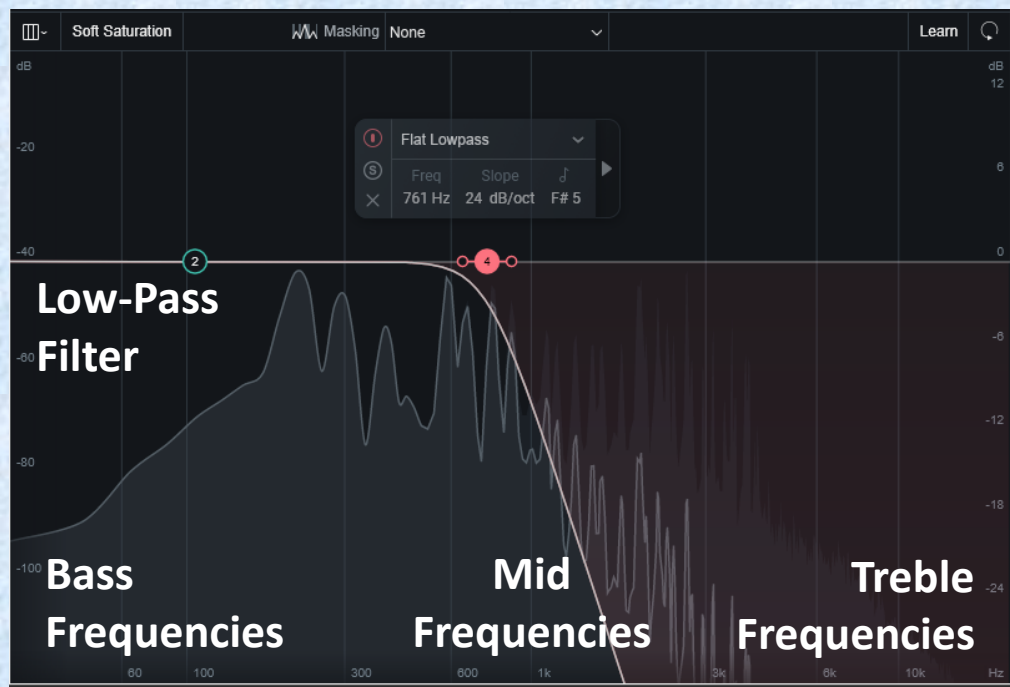 Soft Saturation Masking None Learn
dB dB
12
-20
Flat Lowpass
6
S Freq Slope
761 Hz 24 dB/oct F# 5
-40 0
2 4
Low-Pass
Filter
-6
-60
-12
-80
-18
-100
-24
Bass
Frequencies
Mid
Frequencies
Treble
Frequencies
60 100 300 600 1k 3k 6k 10k Hz